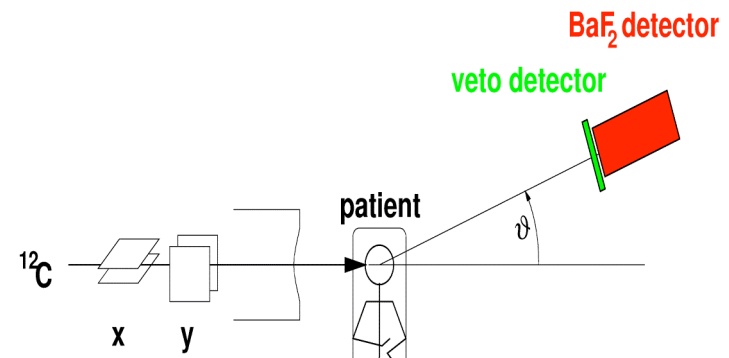 BaF₂ detector
veto detector
patient
ϑ
¹²C
x y